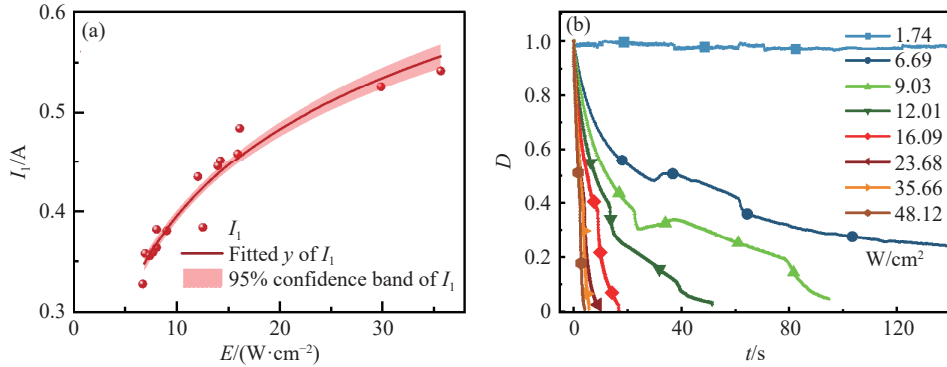 (a)
0.6
0.5
0.4
0.3
I₁/A
I₁
Fitted y of I₁
95% confidence band of I₁
0
10
20
30
E/(W·cm⁻²)
(b)
1.0
0.8
0.6
0.4
0.2
0
D
1.74
6.69
9.03
12.01
16.09
23.68
35.66
48.12
W/cm²
0
40
80
120
t/s